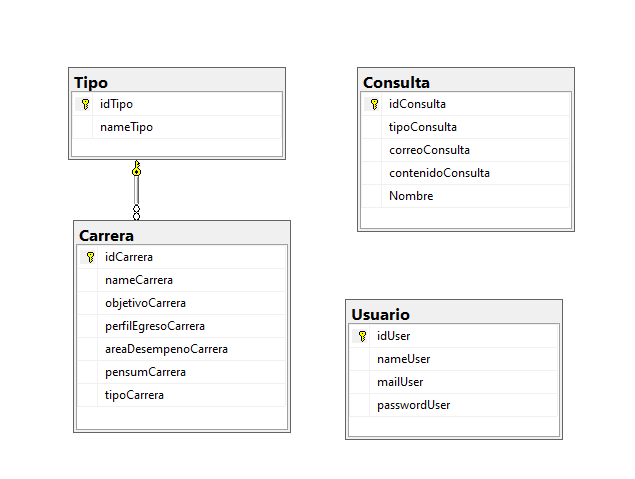 Tipo
idTipo
nameTipo
Consulta
idConsulta
tipoConsulta
correoConsulta
contenidoConsulta
Nombre
Carrera
idCarrera
nameCarrera
objetivoCarrera
perfilEgresoCarrera
areaDesempenoCarrera
pensumCarrera
tipoCarrera
Usuario
idUser
nameUser
mailUser
passwordUser